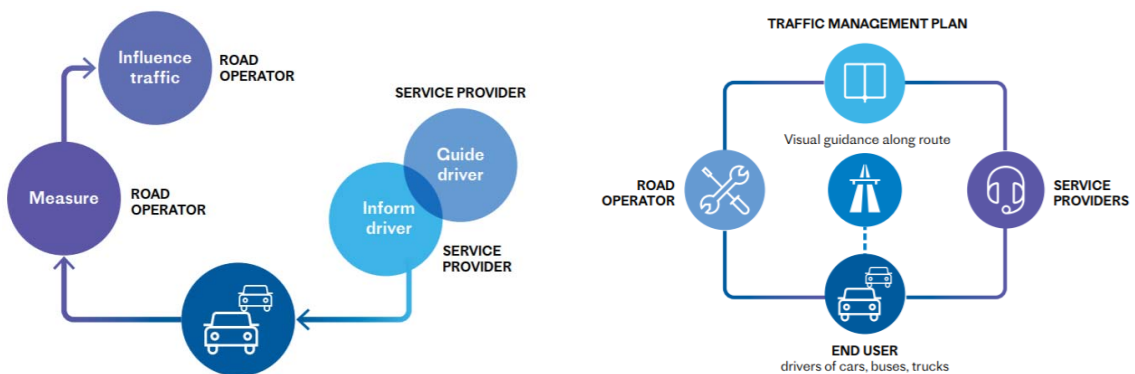 Influence
traffic
ROAD
OPERATOR
SERVICE PROVIDER
Guide
driver
Measure
ROAD
OPERATOR
Inform
driver
SERVICE
PROVIDER
TRAFFIC MANAGEMENT PLAN
Visual guidance along route
ROAD
OPERATOR
SERVICE
PROVIDERS
END USER
drivers of cars, buses, trucks